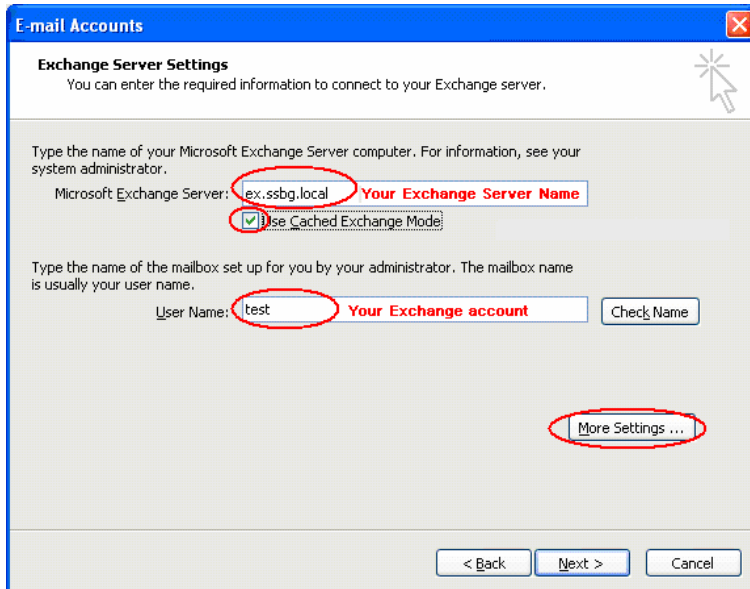 E-mail Accounts
Exchange Server Settings
You can enter the required information to connect to your Exchange server.
Type the name of your Microsoft Exchange Server computer. For information, see your
system administrator.
Microsoft Exchange Server: ex.ssbg.local Your Exchange Server Name
Use Cached Exchange Mode
Type the name of the mailbox set up for you by your administrator. The mailbox name
is usually your user name.
User Name: test Your Exchange account Check Name
More Settings ...
< Back Next > Cancel